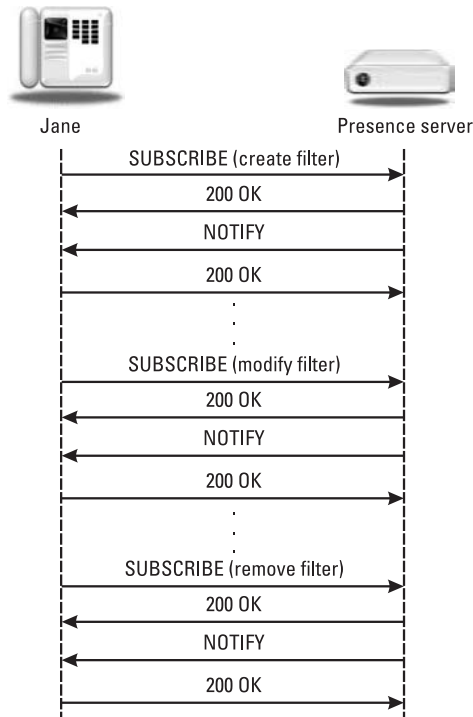 Jane
Presence server
SUBSCRIBE (create filter)
200 OK
NOTIFY
200 OK
SUBSCRIBE (modify filter)
200 OK
NOTIFY
200 OK
SUBSCRIBE (remove filter)
200 OK
NOTIFY
200 OK